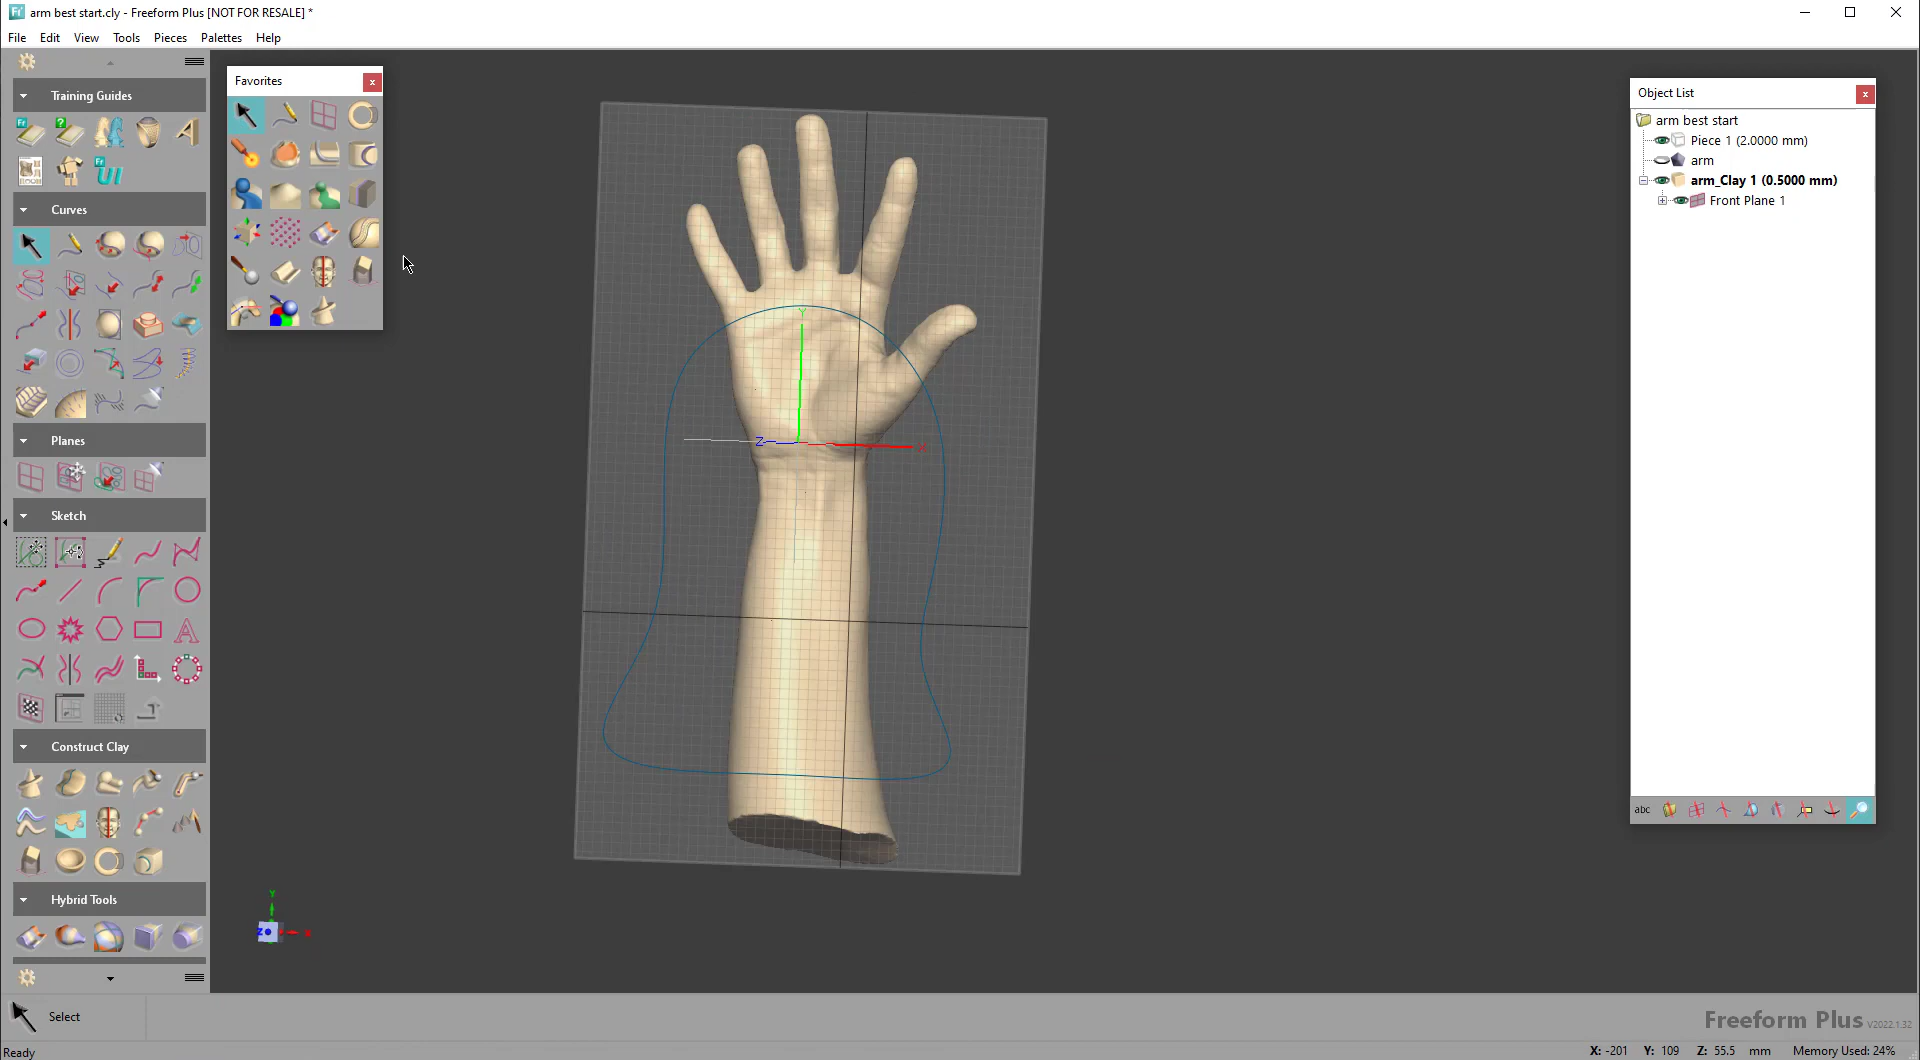 arm best start.cly - Freeform Plus [NOT FOR RESALE] *
File Edit View Tools Pieces Palettes Help
Training Guides
Curves
Planes
Sketch
Construct Clay
Hybrid Tools
Favorites
Y
Z
X
Y
Z
X
Object List
arm best start
Piece 1 (2.0000 mm)
arm
arm_Clay 1 (0.5000 mm)
Front Plane 1
abc
Select
Freeform Plus V2022.1.32
Ready
X: -201 Y: 109 Z: 55.5 mm Memory Used: 24%